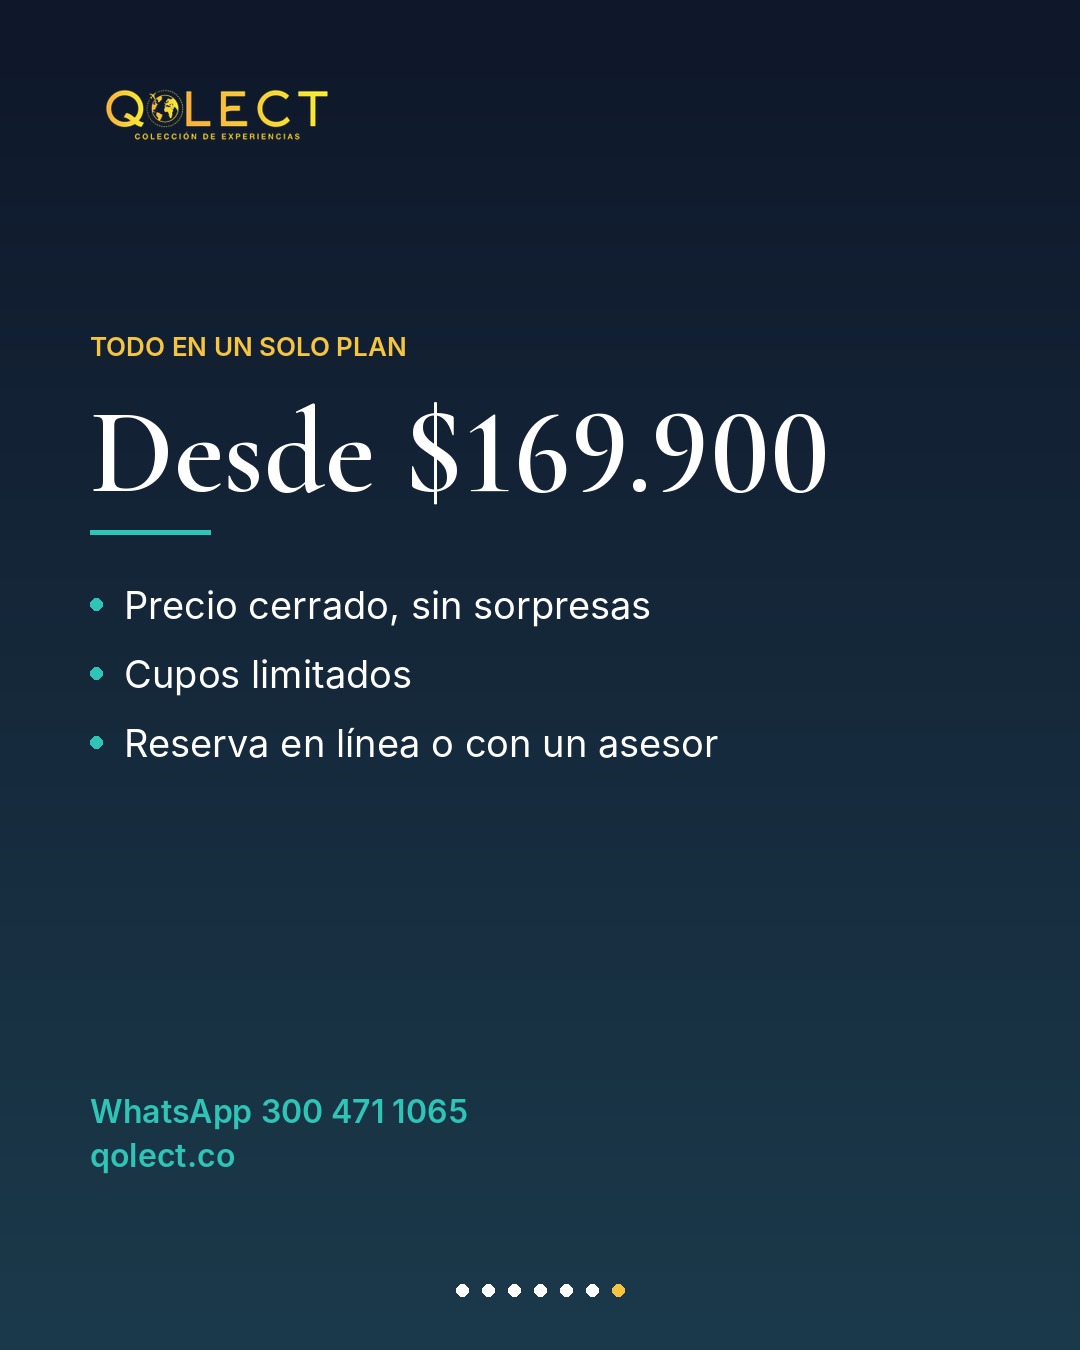 QOLECT
COLECCIÓN DE EXPERIENCIAS
TODO EN UN SOLO PLAN
Desde $169.900
Precio cerrado, sin sorpresas
Cupos limitados
Reserva en línea o con un asesor
WhatsApp 300 471 1065
qolect.co